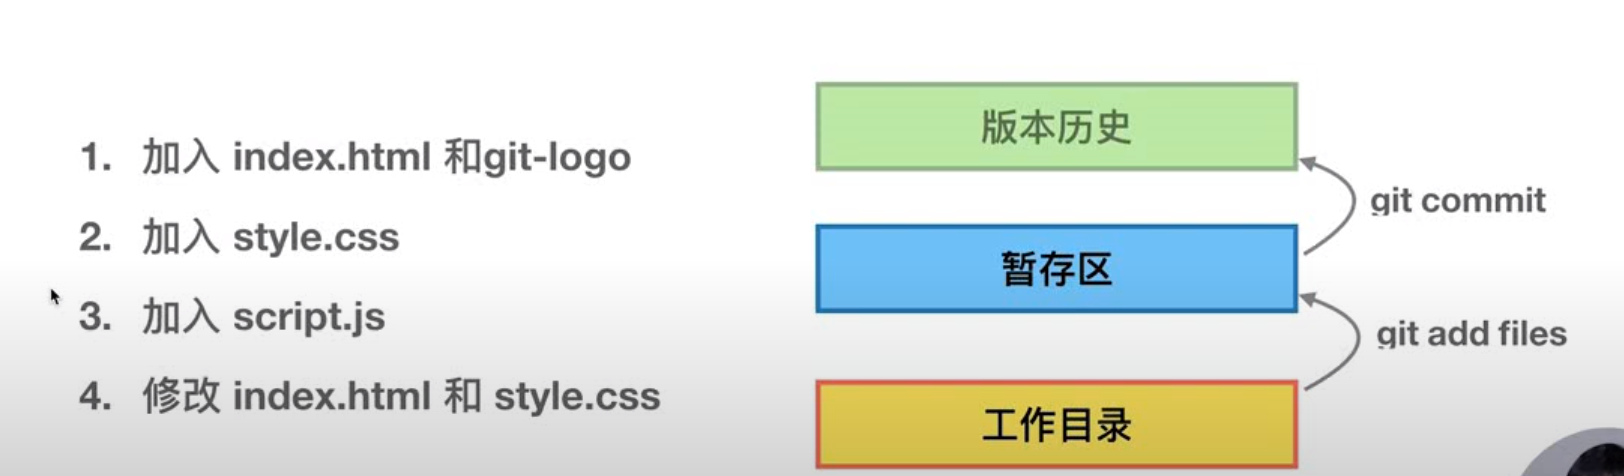 1. 加入 index.html 和git-logo
2. 加入 style.css
3. 加入 script.js
4. 修改 index.html 和 style.css
版本历史
git commit
暂存区
git add files
工作目录